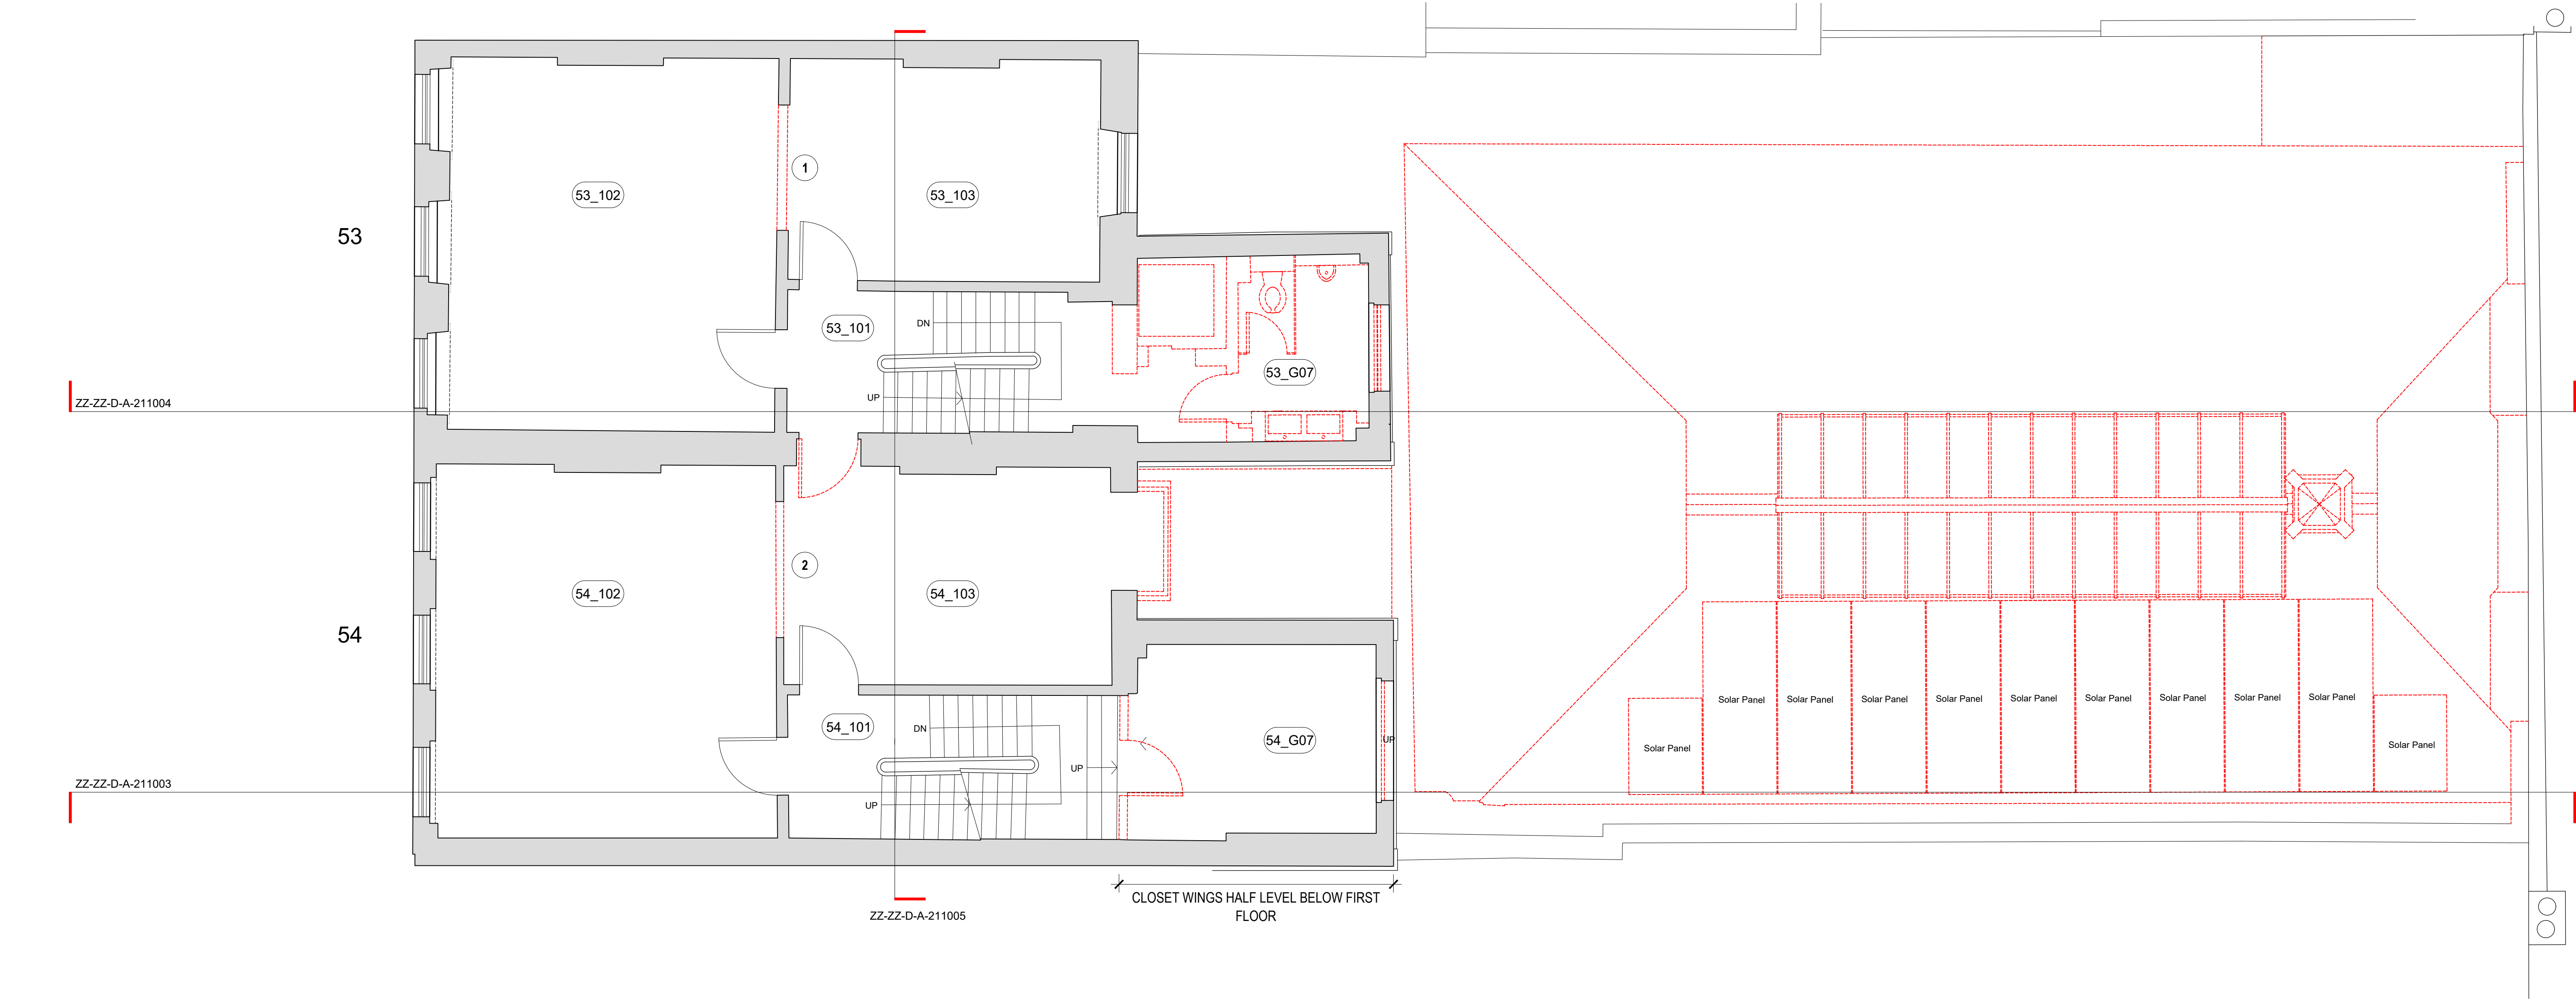 1
53_102
53_103
53
53_101
DN
53_G07
UP
ZZ-ZZ-D-A-211004
2
54_102
54_103
54
Solar Panel
Solar Panel
Solar Panel
Solar Panel
Solar Panel
Solar Panel
Solar Panel
Solar Panel
Solar Panel
54_101
DN
54_G07
UP
Solar Panel
Solar Panel
UP
ZZ-ZZ-D-A-211003
UP
CLOSET WINGS HALF LEVEL BELOW FIRST
FLOOR
ZZ-ZZ-D-A-211005